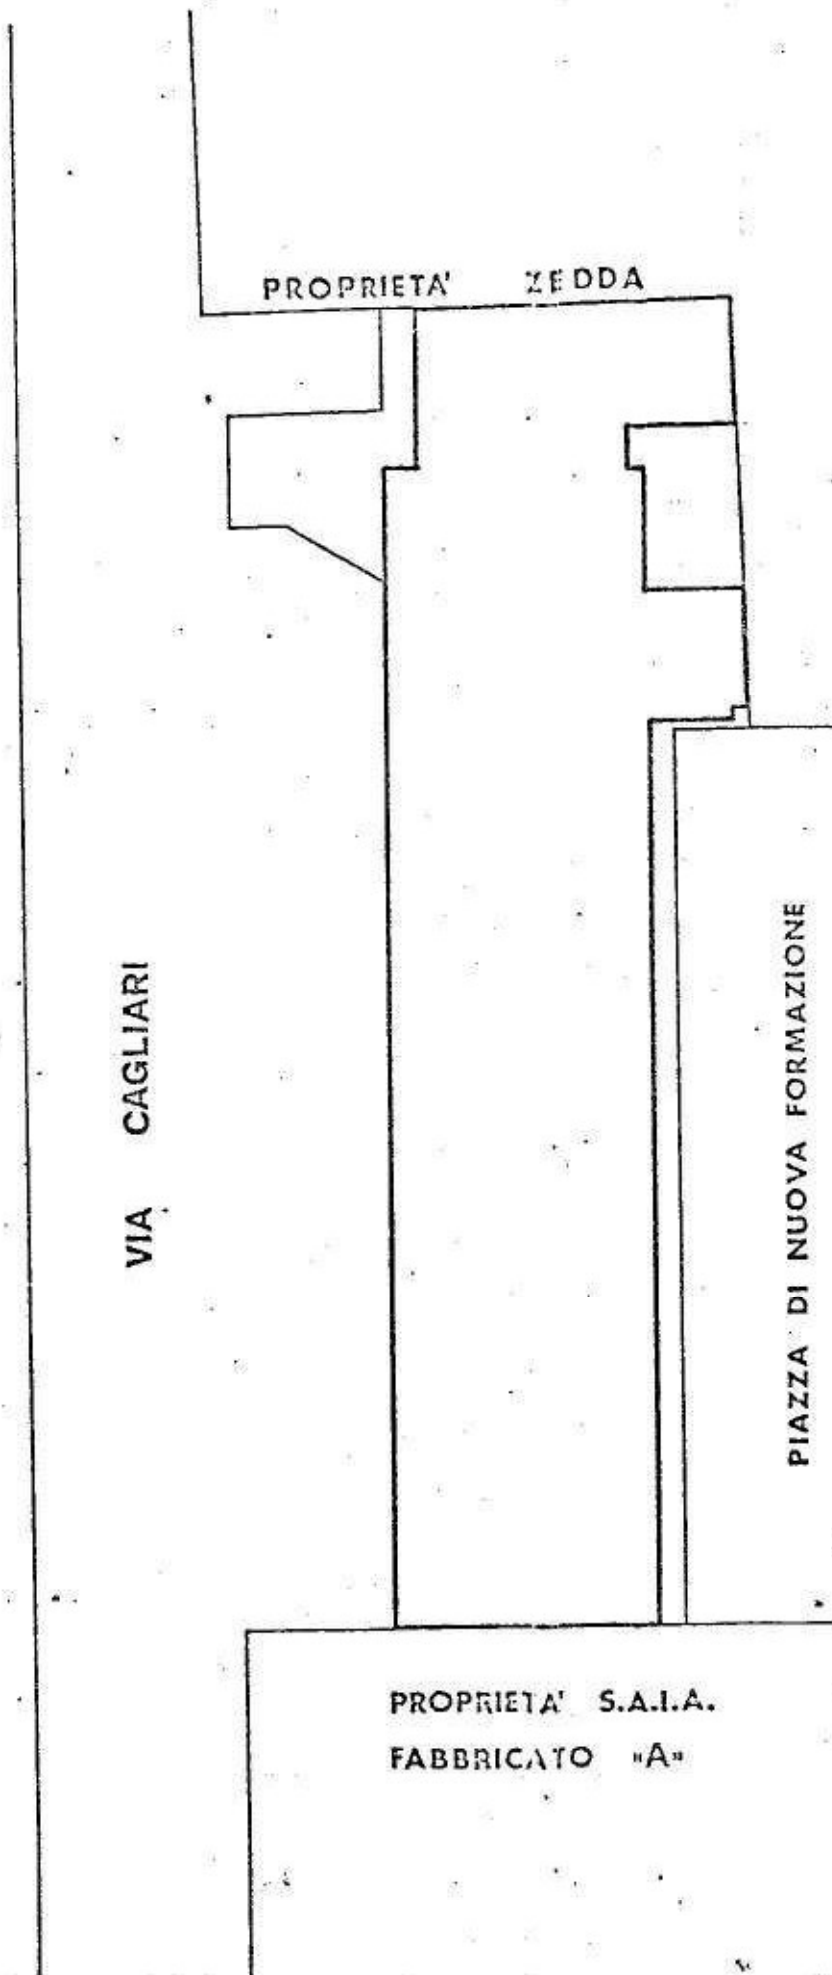 PROPRIETA' ZEDDA
VIA CAGLIARI
PIAZZA DI NUOVA FORMAZIONE
PROPRIETA' S.A.I.A.
FABBRICATO "A"